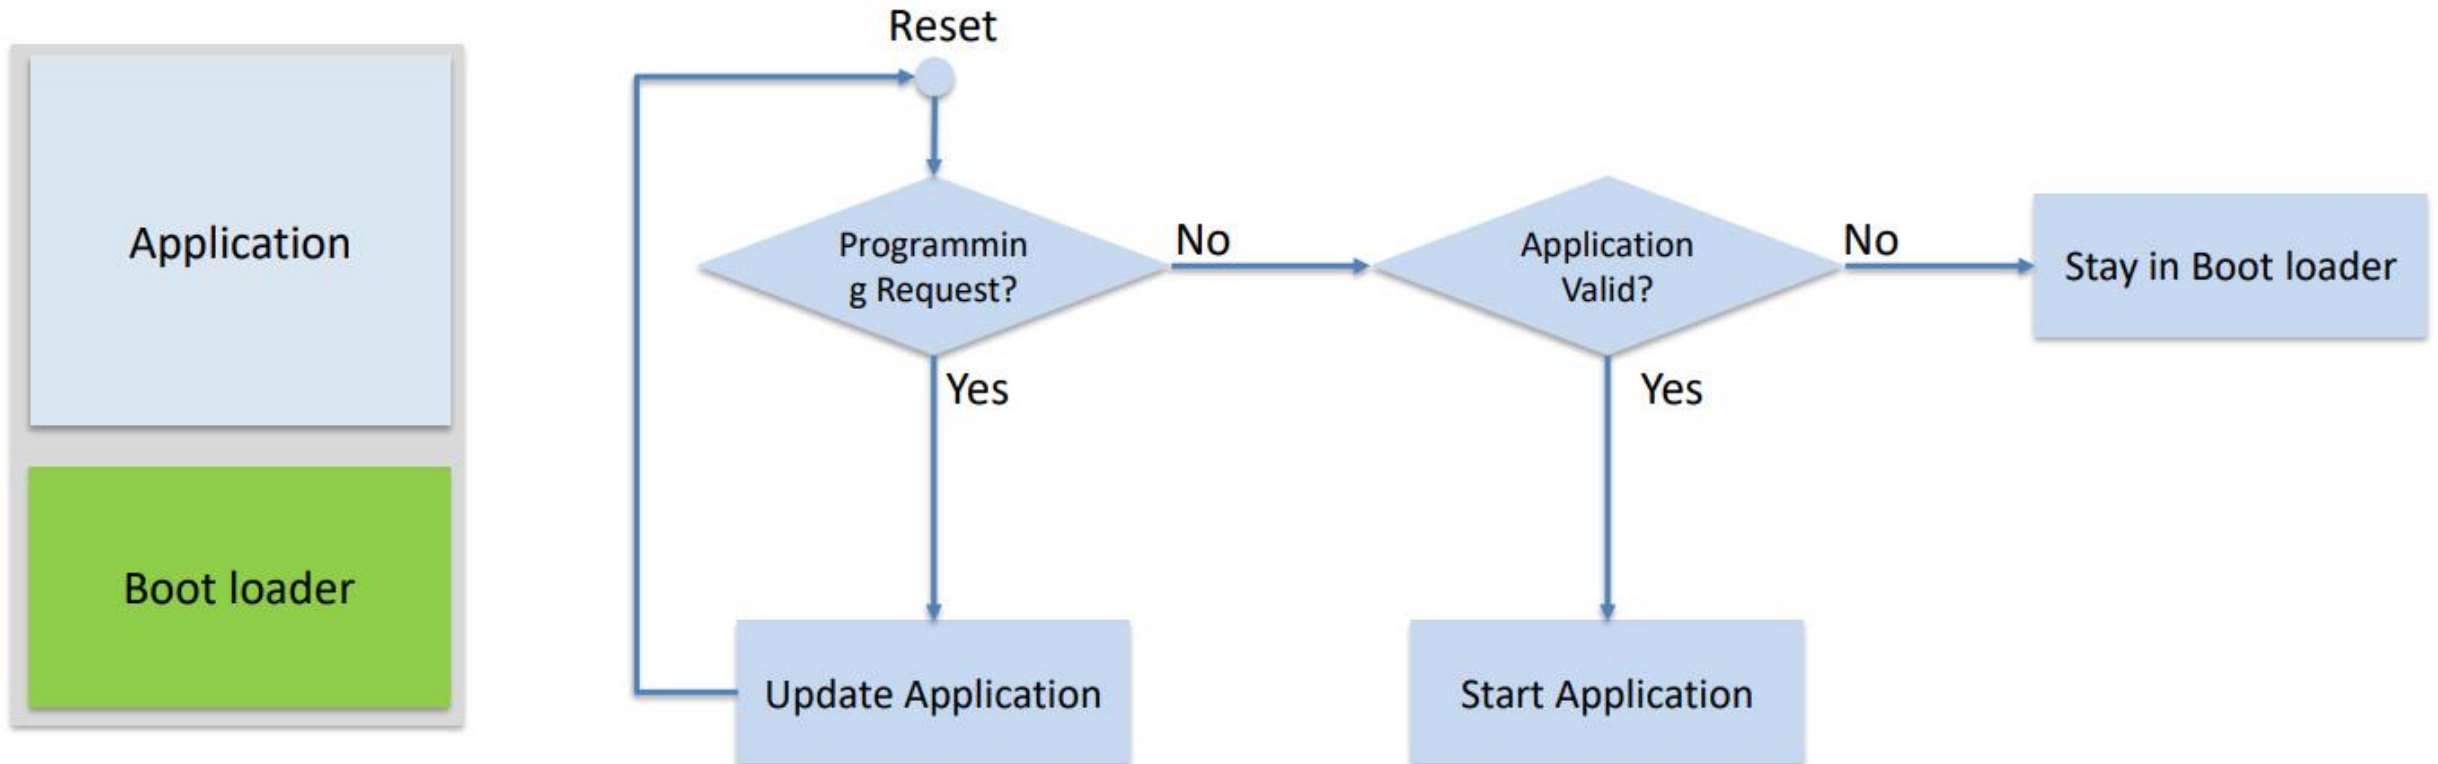 Reset
Application
Programmin
g Request?
No
Application
Valid?
No
Stay in Boot loader
Yes
Yes
Boot loader
Update Application
Start Application